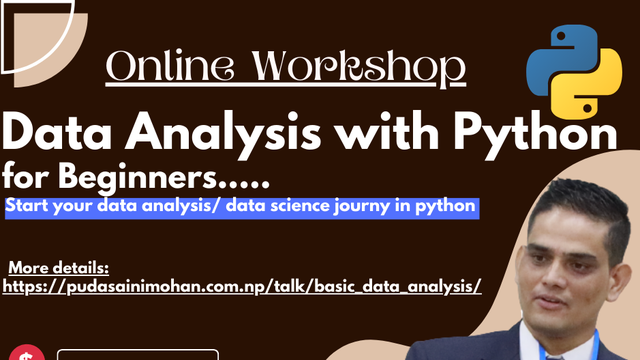 Online Workshop
Data Analysis with Python
for Beginners.....
Start your data analysis/ data science journy in python
More details:
https://pudasainimohan.com.np/talk/basic_data_analysis/
$